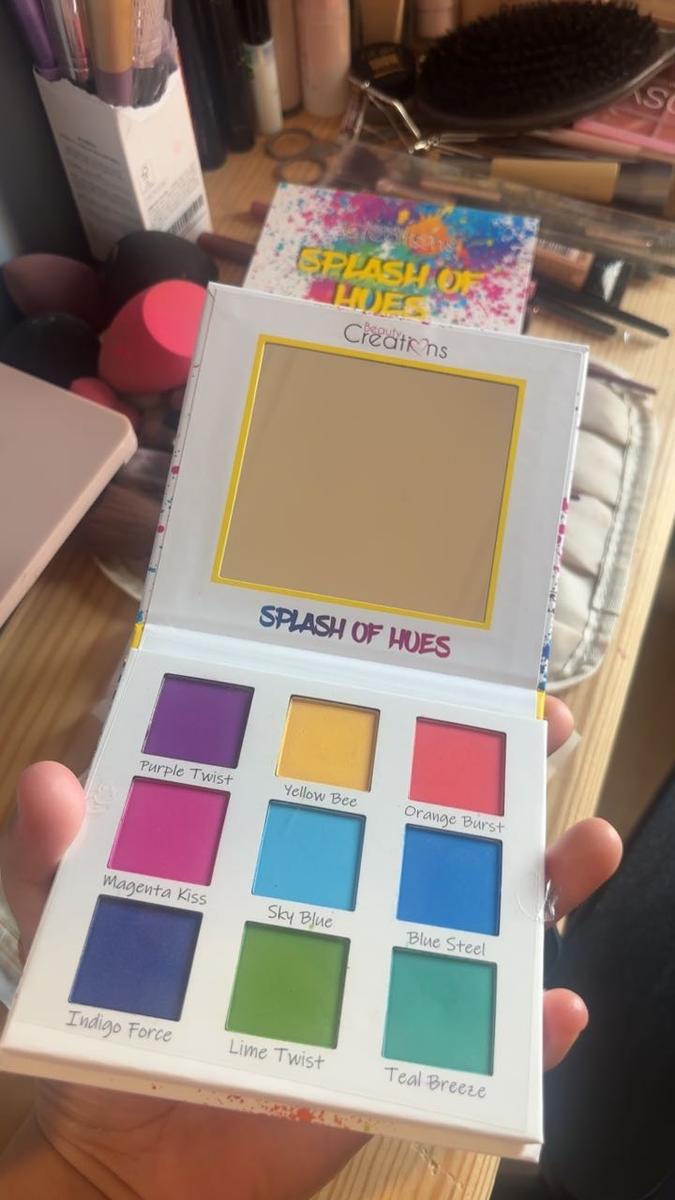 SPLASH OF
HUES
Beauty
Creations
SPLASH OF HUES
Purple Twist
Yellow Bee
Orange Burst
Magenta Kiss
Sky Blue
Blue Steel
Indigo Force
Lime Twist
Teal Breeze